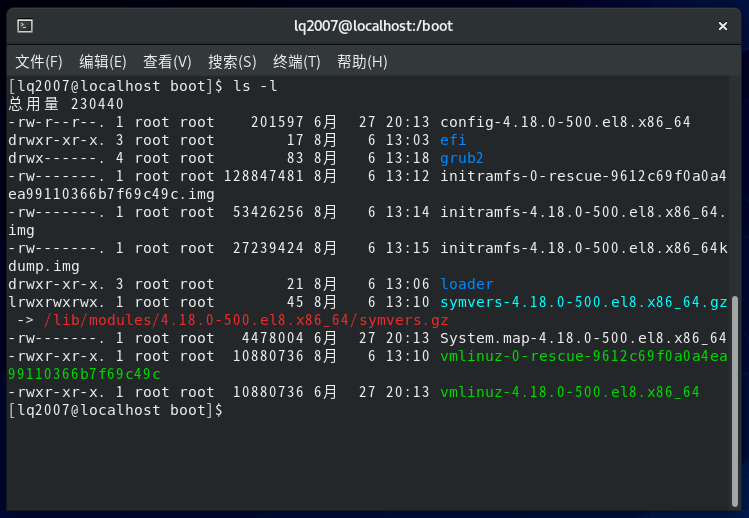 lq2007@localhost:/boot
×
文件(F) 编辑(E) 查看(V) 搜索(S) 终端(T) 帮助(H)
[lq2007@localhost boot]$ ls -l
总用量 230440
-rw-r--r--. 1 root root    201597 6月  27 20:13 config-4.18.0-500.el8.x86_64
drwxr-xr-x. 3 root root        17 8月   6 13:03 efi
drwx------. 4 root root        83 8月   6 13:18 grub2
-rw-------. 1 root root 128847481 8月   6 13:12 initramfs-0-rescue-9612c69f0a0a4
ea99110366b7f69c49c.img
-rw-------. 1 root root  53426256 8月   6 13:14 initramfs-4.18.0-500.el8.x86_64.
img
-rw-------. 1 root root  27239424 8月   6 13:15 initramfs-4.18.0-500.el8.x86_64k
dump.img
drwxr-xr-x. 3 root root        21 8月   6 13:06 loader
lrwxrwxrwx. 1 root root        45 8月   6 13:10 symvers-4.18.0-500.el8.x86_64.gz
 -> /lib/modules/4.18.0-500.el8.x86_64/symvers.gz
-rw-------. 1 root root   4478004 6月  27 20:13 System.map-4.18.0-500.el8.x86_64
-rwxr-xr-x. 1 root root  10880736 8月   6 13:10 vmlinuz-0-rescue-9612c69f0a0a4ea
99110366b7f69c49c
-rwxr-xr-x. 1 root root  10880736 6月  27 20:13 vmlinuz-4.18.0-500.el8.x86_64
[lq2007@localhost boot]$